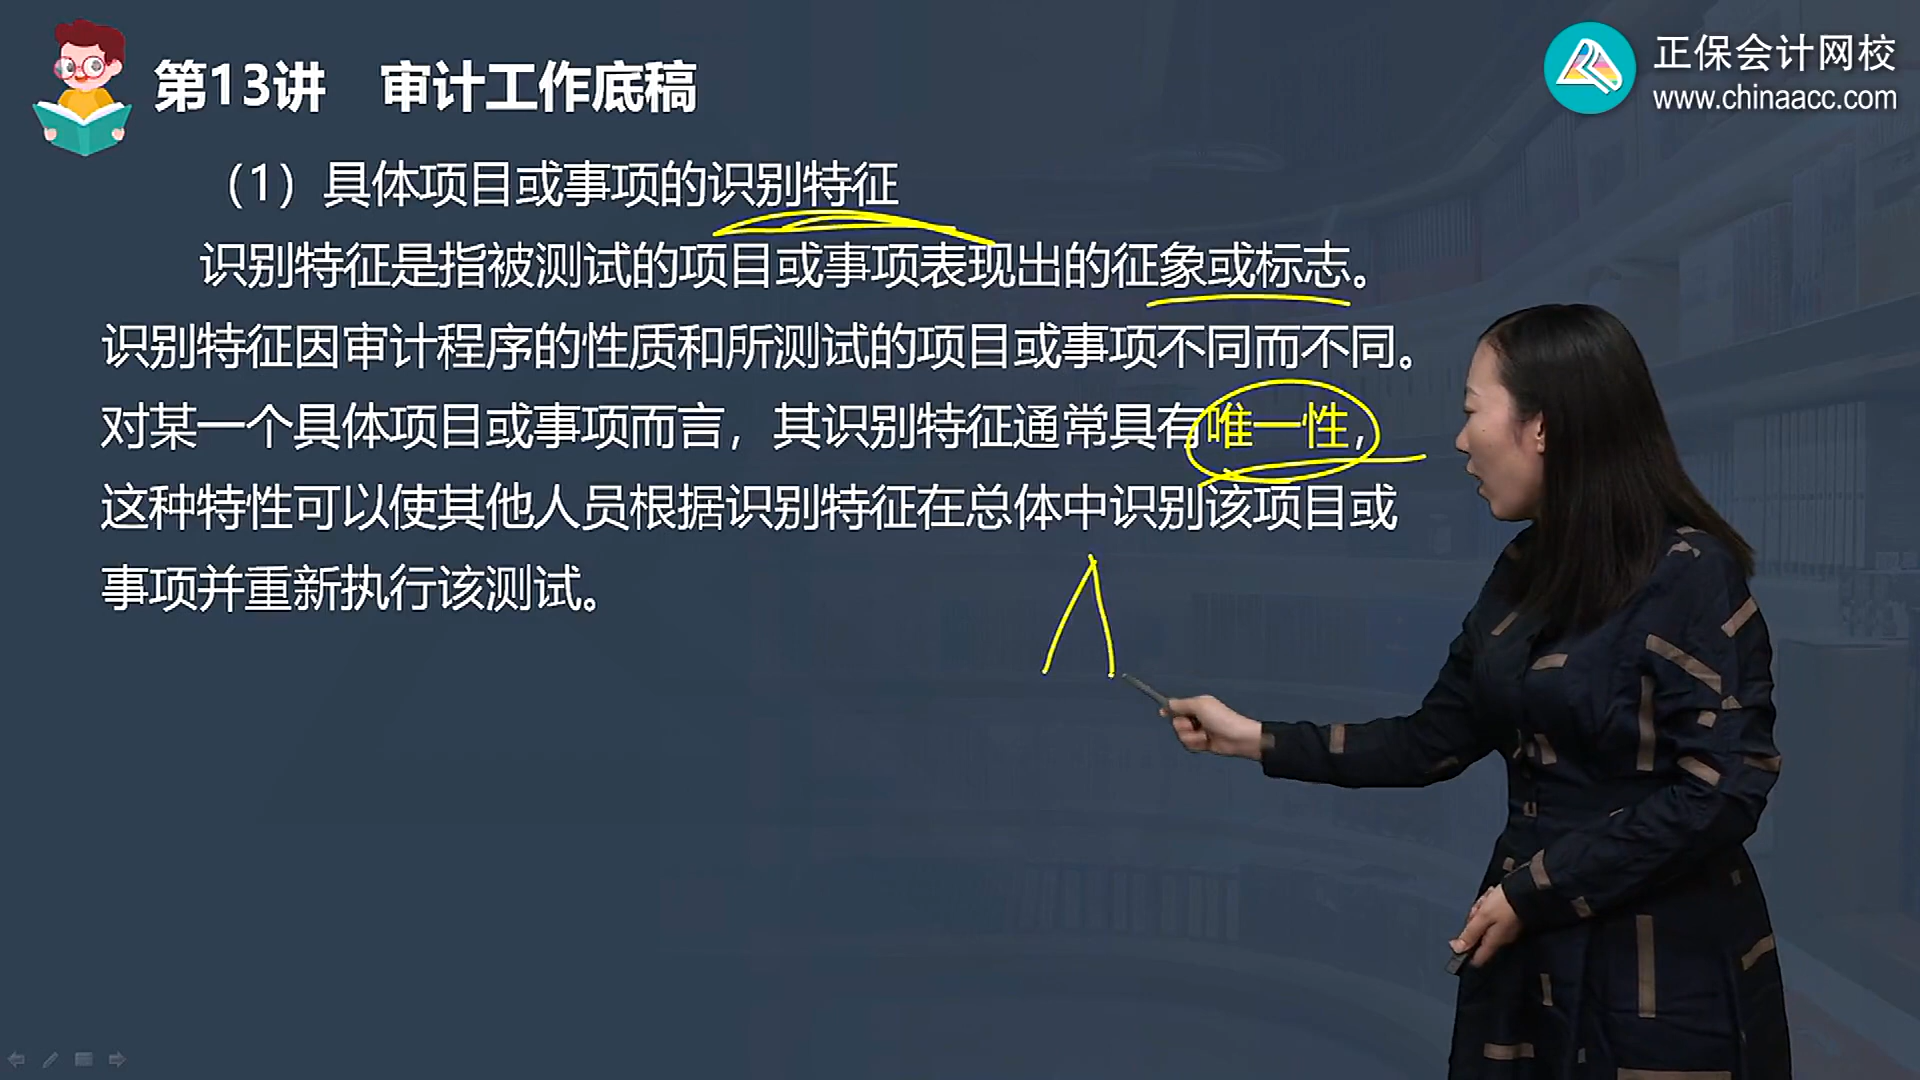 第13讲 审计工作底稿
正保会计网校
www.chinaacc.com
（1）具体项目或事项的识别特征
识别特征是指被测试的项目或事项表现出的征象或标志。
识别特征因审计程序的性质和所测试的项目或事项不同而不同。
对某一个具体项目或事项而言，其识别特征通常具有唯一性，
这种特性可以使其他人员根据识别特征在总体中识别该项目或
事项并重新执行该测试。